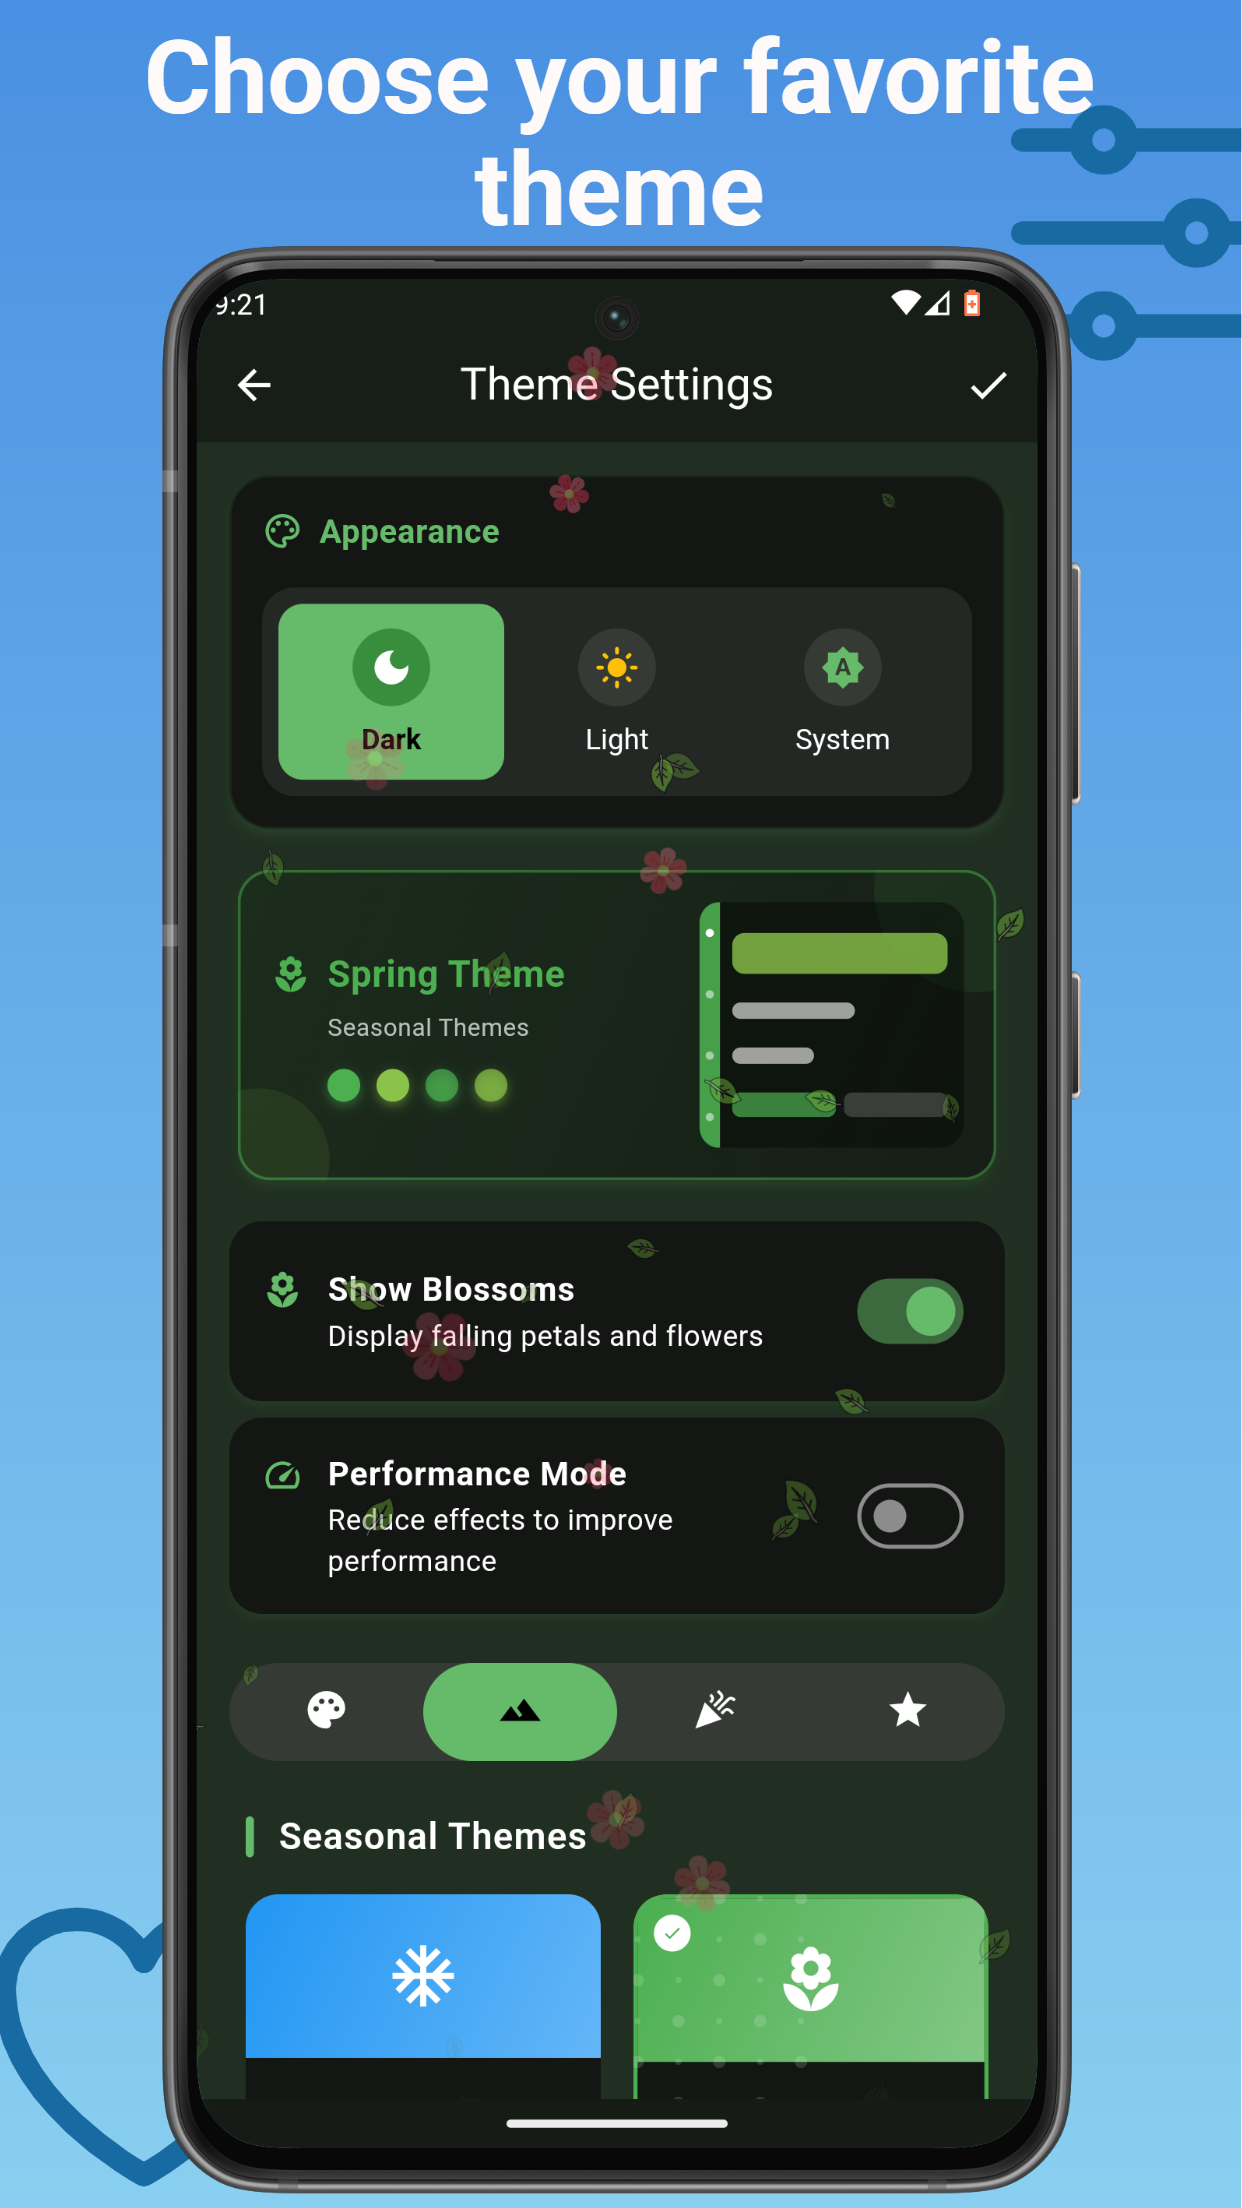 Choose your favorite
theme
9:21
Theme Settings
Appearance
Dark
Light
A
System
Spring Theme
Seasonal Themes
Show Blossoms
Display falling petals and flowers
Performance Mode
Reduce effects to improve
performance
Seasonal Themes